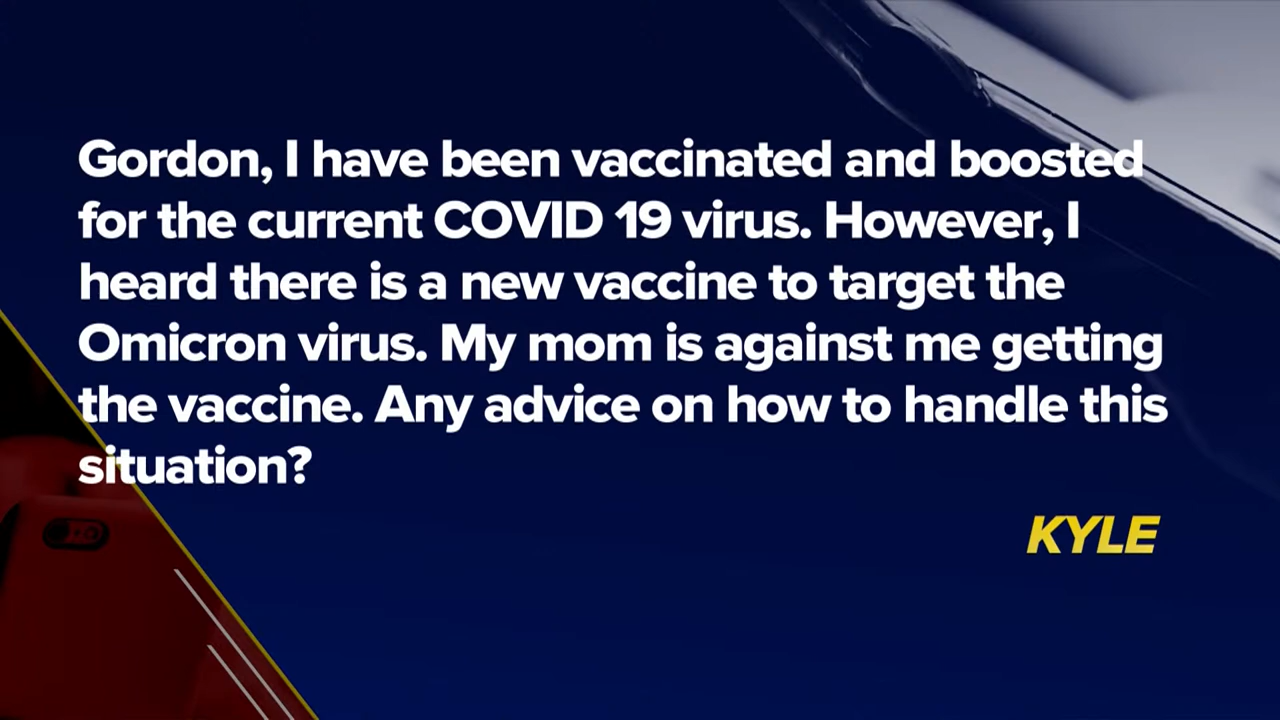 Gordon, I have been vaccinated and boosted
for the current COVID 19 virus. However, I
heard there is a new vaccine to target the
Omicron virus. My mom is against me getting
the vaccine. Any advice on how to handle this
situation?
KYLE